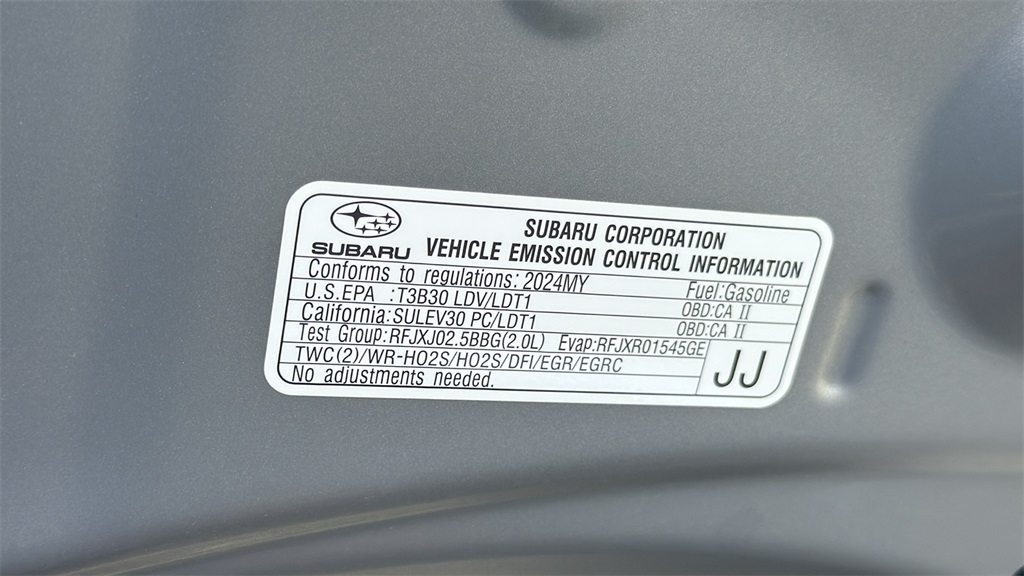 SUBARU
SUBARU CORPORATION
VEHICLE EMISSION CONTROL INFORMATION
Conforms to regulations: 2024MY Fuel:Gasoline
U.S.EPA :T3B30 LDV/LDT1 OBD:CA II
California:SULEV30 PC/LDT1 OBD:CA II
Test Group:RFJXJ02.5BBG(2.0L) Evap:RFJXR01545GE
TWC(2)/WR-HO2S/HO2S/DFI/EGR/EGRC
No adjustments needed.
JJ